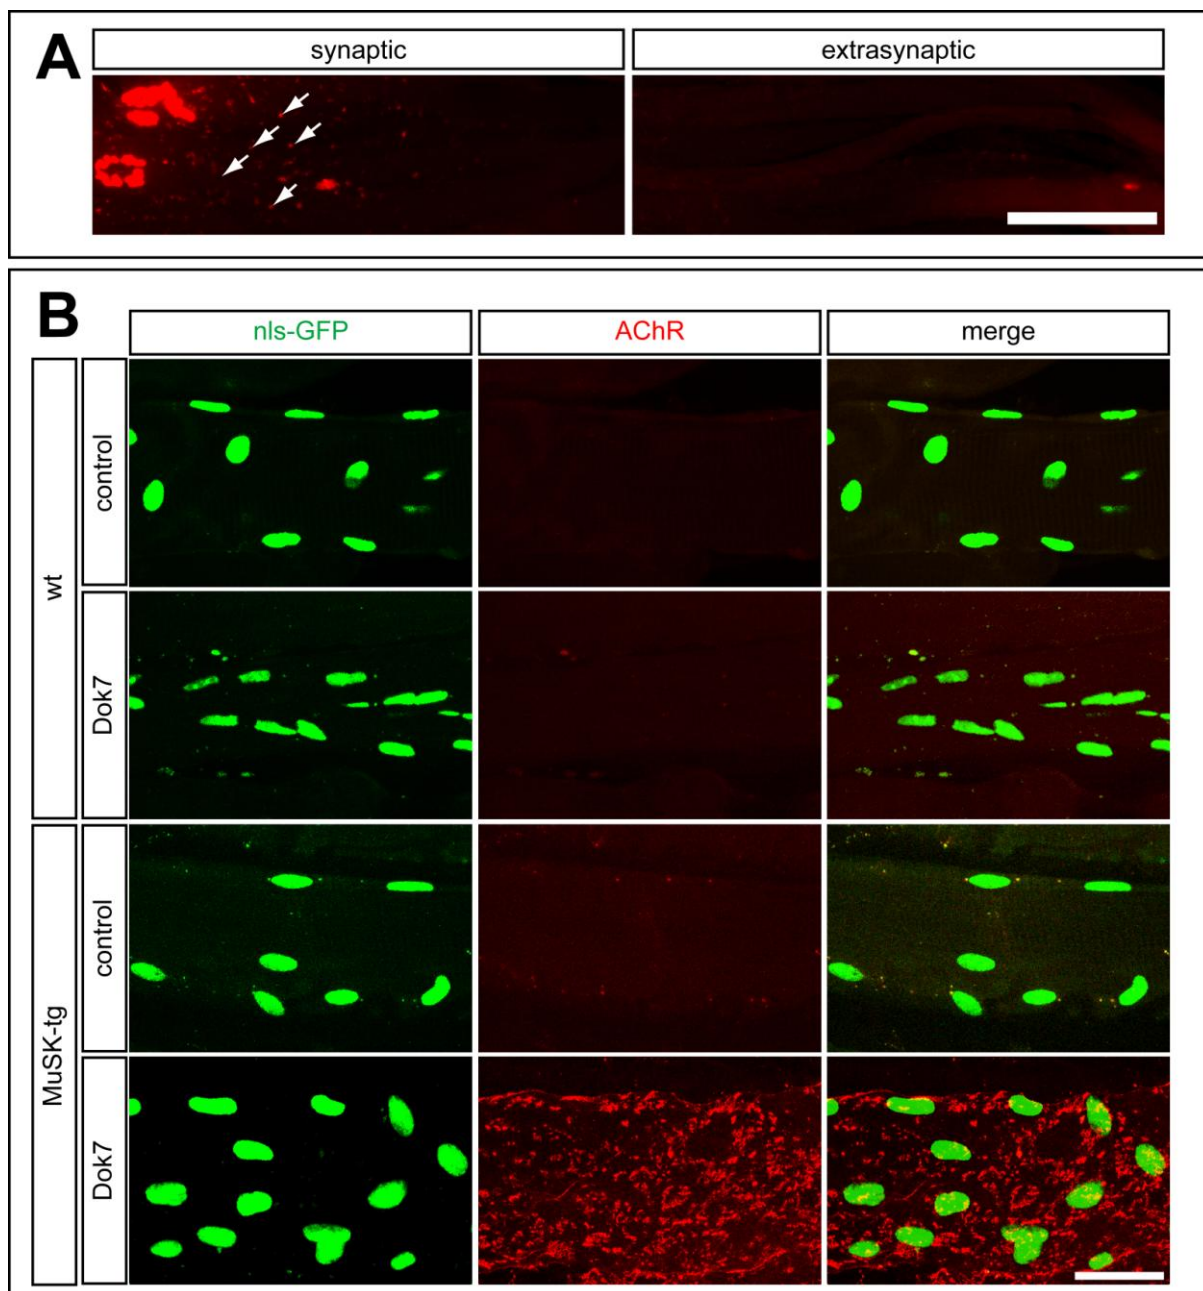 A
synaptic
extrasynaptic
B
nls-GFP
AChR
merge
wt
control
Dok7
MuSK-tg
control
Dok7